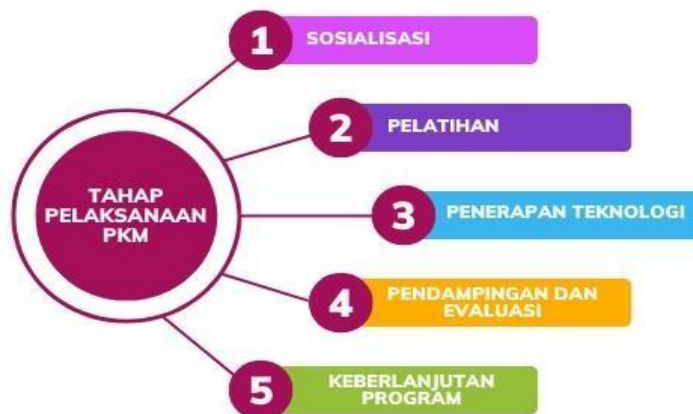 1
SOSIALISASI
2
PELATIHAN
TAHAP
PELAKSANAAN
PKM
3
PENERAPAN TEKNOLOGI
4
PENDAMPINGAN DAN
EVALUASI
5
KEBERLANJUTAN
PROGRAM